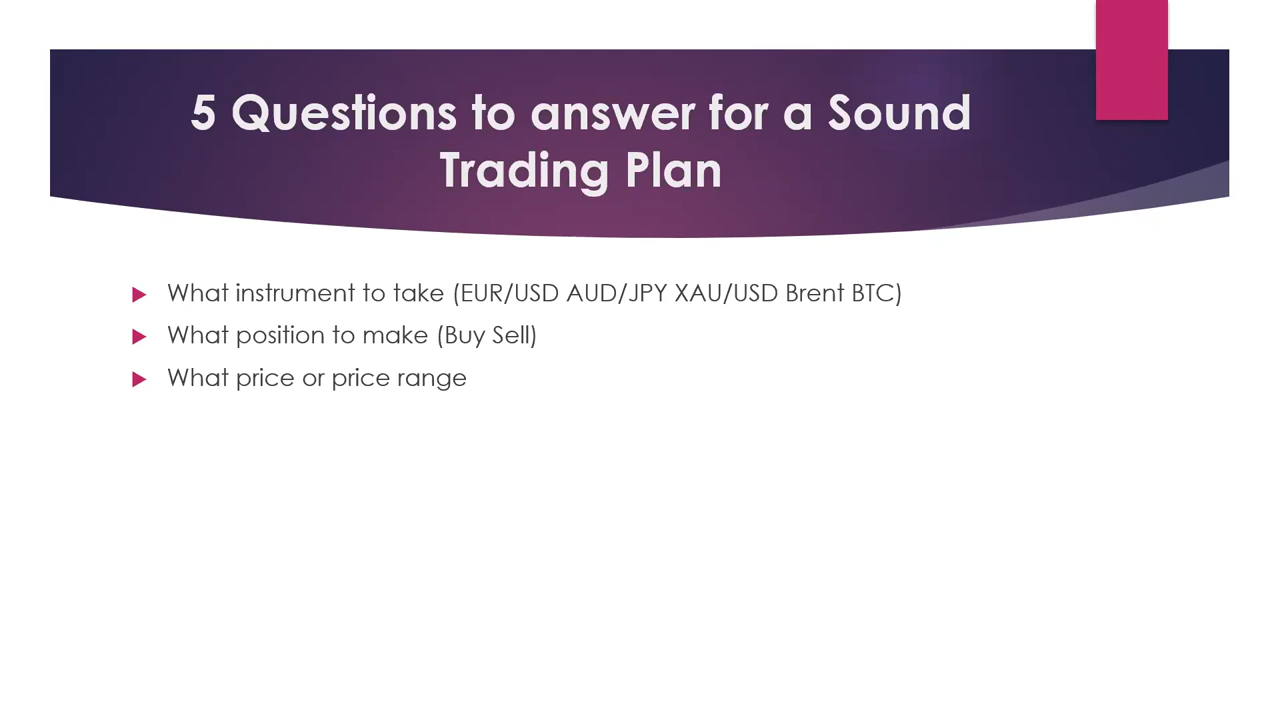 5 Questions to answer for a Sound
Trading Plan
What instrument to take (EUR/USD AUD/JPY XAU/USD Brent BTC)
What position to make (Buy Sell)
What price or price range